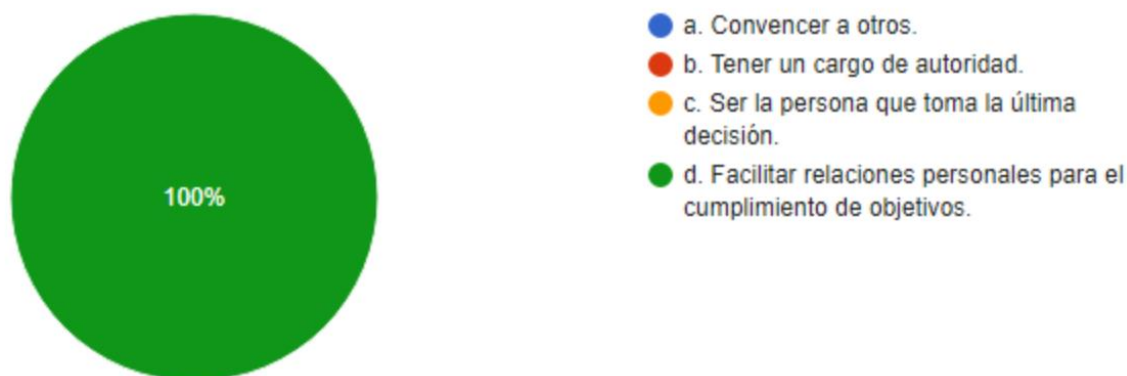 100%
a. Convencer a otros.
b. Tener un cargo de autoridad.
c. Ser la persona que toma la última
decisión.
d. Facilitar relaciones personales para el
cumplimiento de objetivos.